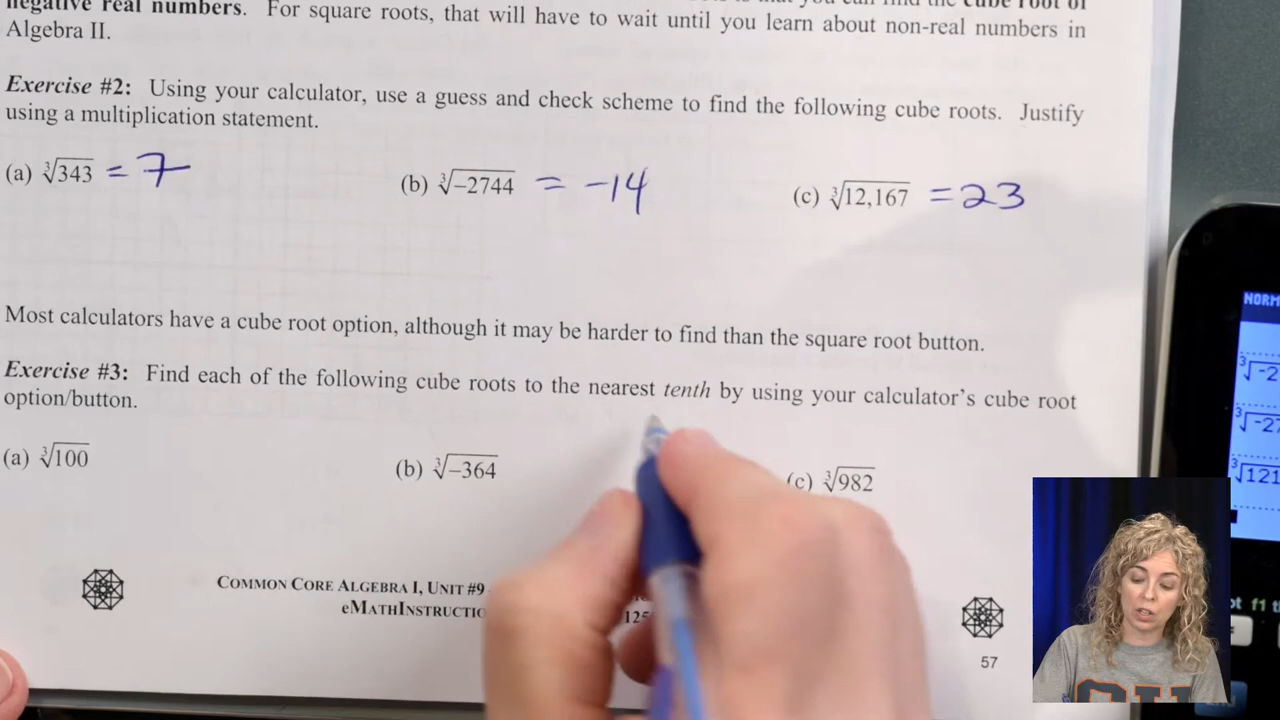 negative real numbers. For square roots, that will have to wait until you learn about non-real numbers in
Algebra II.
Exercise #2: Using your calculator, use a guess and check scheme to find the following cube roots. Justify
using a multiplication statement.
(a) ∛343 = 7 (b) ∛-2744 = -14 (c) ∛12,167 = 23
Most calculators have a cube root option, although it may be harder to find than the square root button.
Exercise #3: Find each of the following cube roots to the nearest tenth by using your calculator's cube root
option/button.
(a) ∛100 (b) ∛-364 (c) ∛982
COMMON CORE ALGEBRA I, UNIT #9
eMATHINSTRUCTIO
57
NORM
∛-2
∛-27
∛121